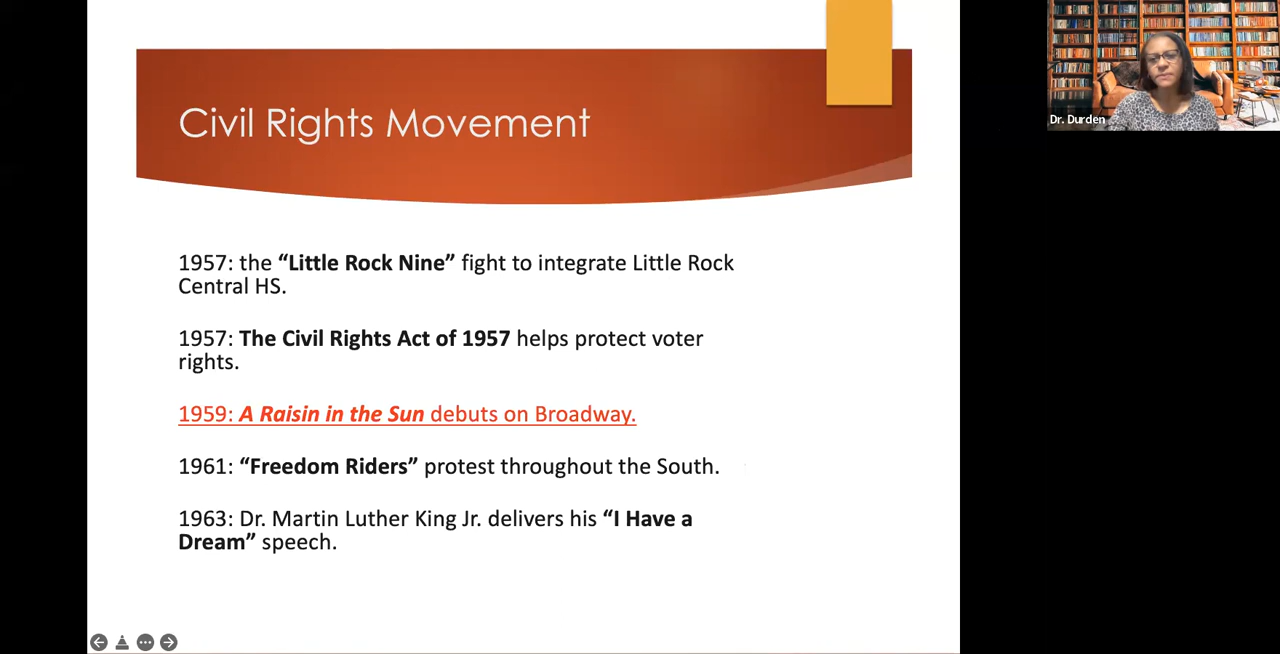 Civil Rights Movement
Dr. Durden
1957: the “Little Rock Nine” fight to integrate Little Rock
Central HS.
1957: The Civil Rights Act of 1957 helps protect voter
rights.
1959: A Raisin in the Sun debuts on Broadway.
1961: “Freedom Riders” protest throughout the South.
1963: Dr. Martin Luther King Jr. delivers his “I Have a
Dream” speech.